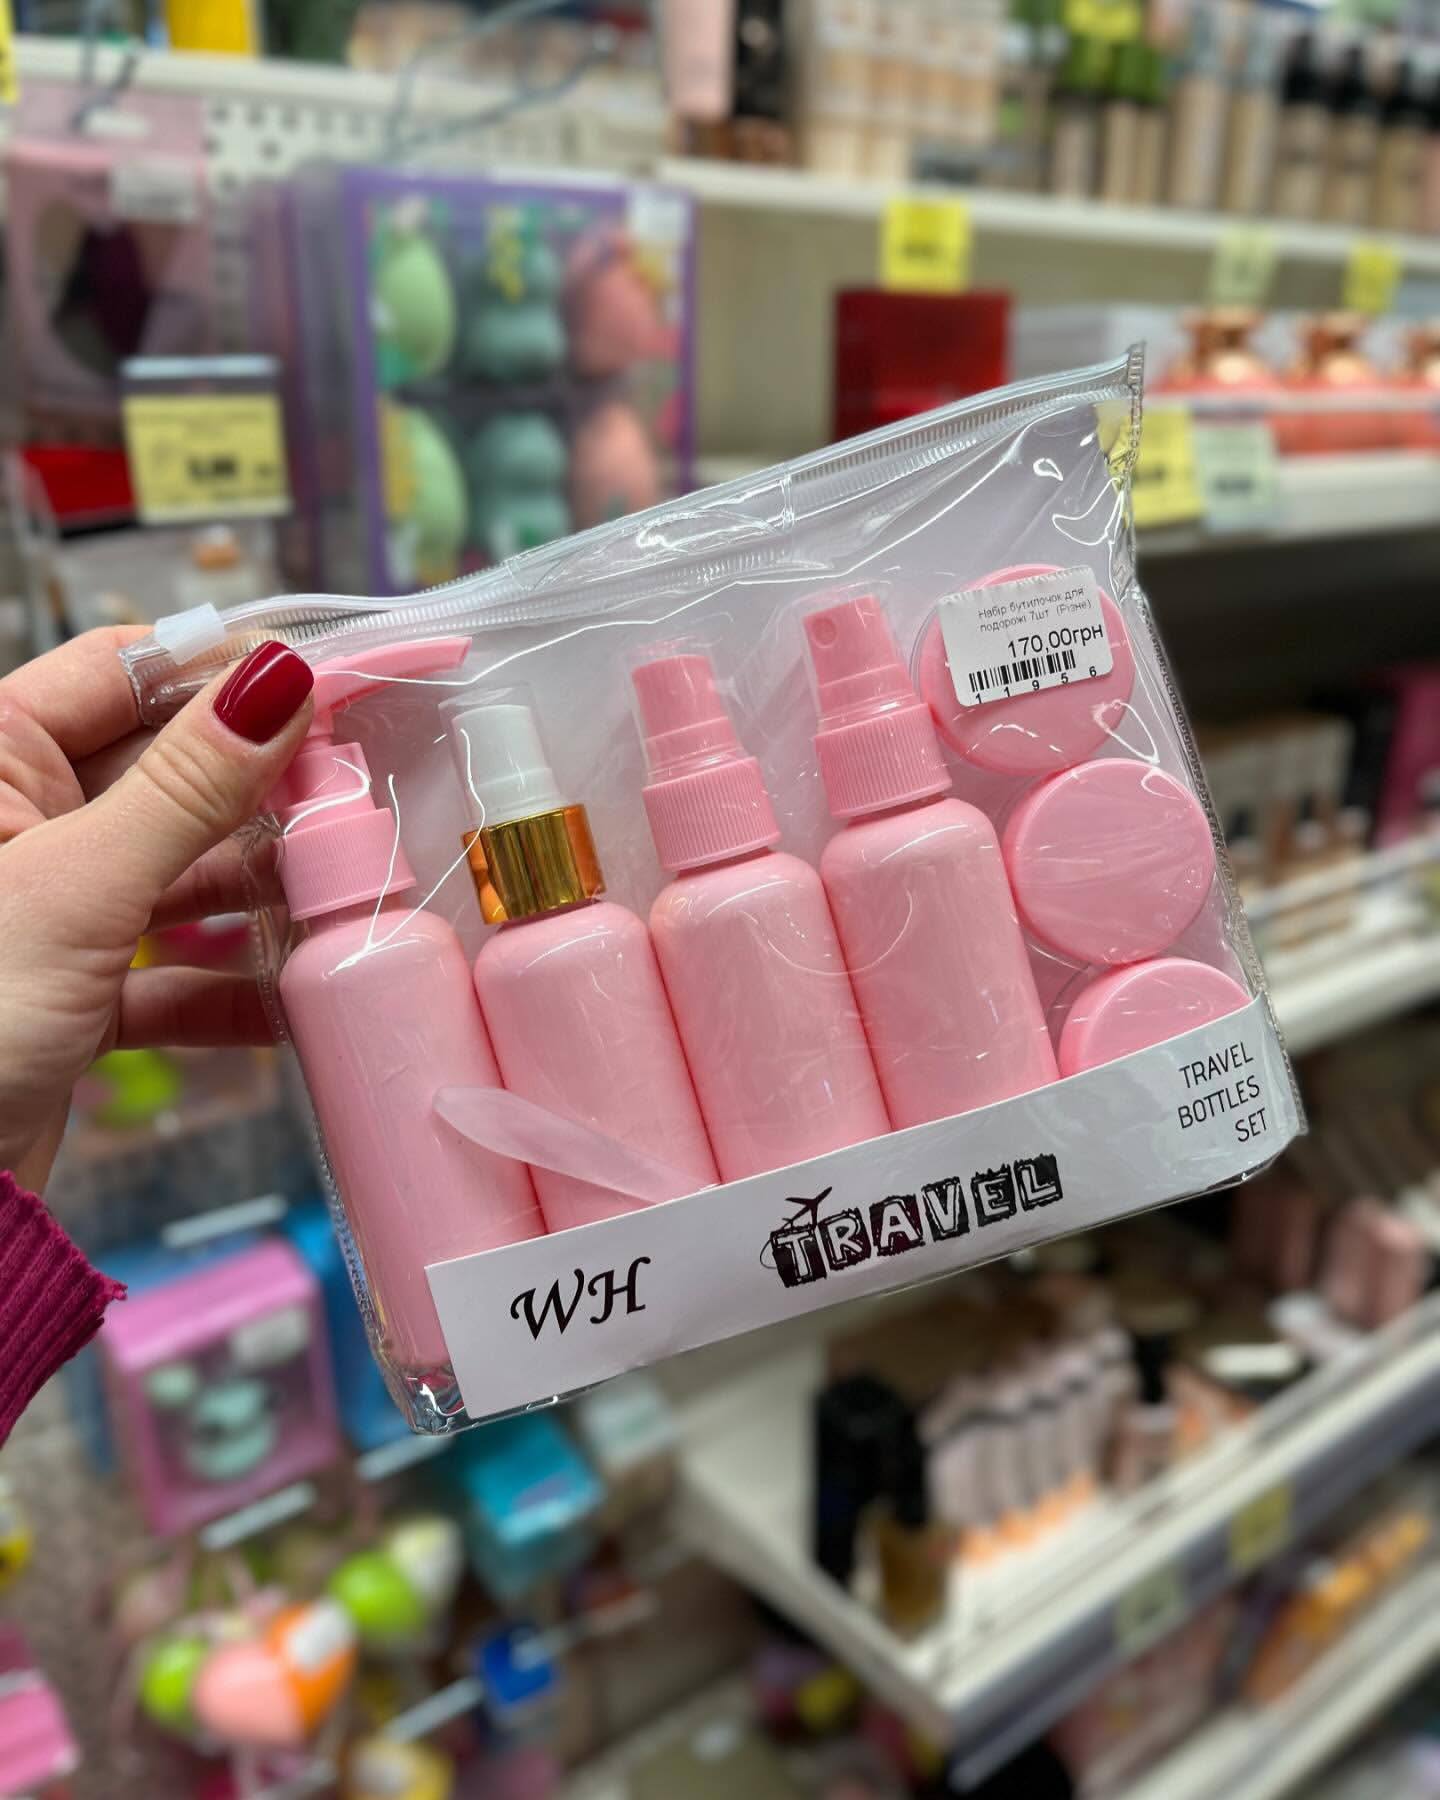 Набір бутилочок для
подорожі 7шт (Різне)
170,00грн
1 1 9 5 6
TRAVEL
BOTTLES
SET
TRAVEL
WH